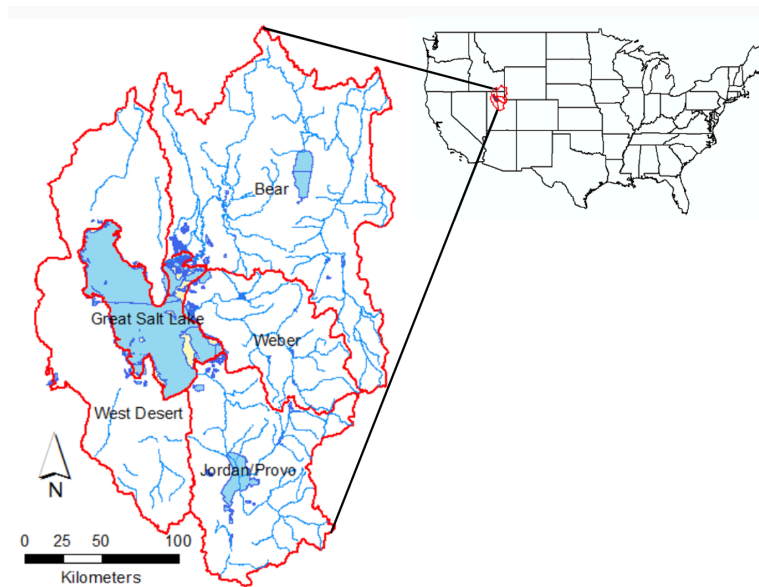 Bear
Great Salt Lake
Weber
West Desert
Jordan/Provo
N
0 25 50 100
Kilometers